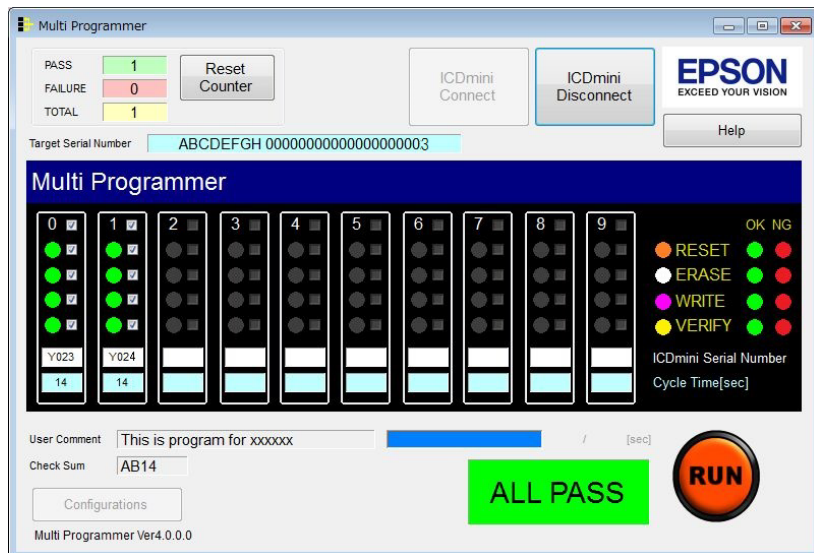 Multi Programmer
PASS 1
FAILURE 0
TOTAL 1
Reset Counter
ICDmini Connect
ICDmini Disconnect
EPSON
EXCEED YOUR VISION
Help
Target Serial Number ABCDEFGH 00000000000000000003
Multi Programmer
0 1 2 3 4 5 6 7 8 9 OK NG
RESET
ERASE
WRITE
VERIFY
Y023 Y024 ICDmini Serial Number
14 14 Cycle Time[sec]
User Comment This is program for xxxxxx / [sec]
Check Sum AB14
ALL PASS
RUN
Configurations
Multi Programmer Ver4.0.0.0